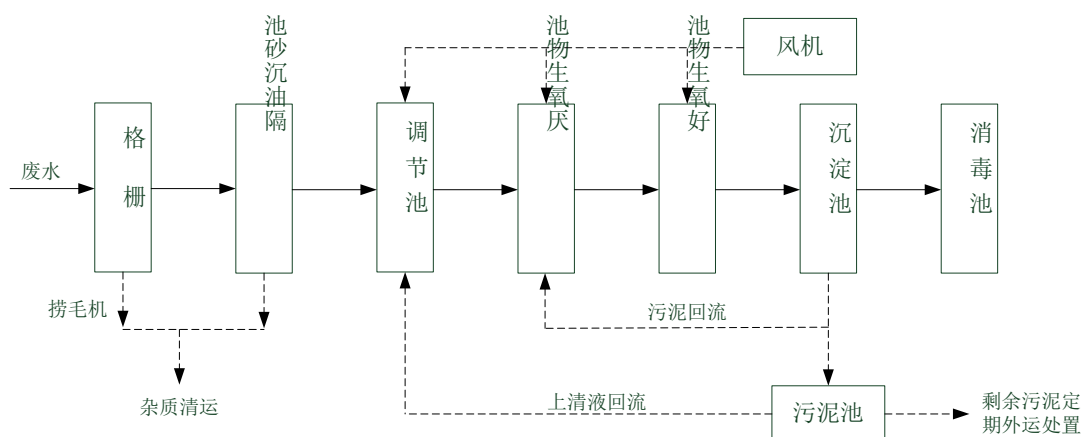 池砂沉油隔
池物生氧厌
池物生氧好
风机
废水
格栅
调节池
沉淀池
消毒池
捞毛机
污泥回流
杂质清运
上清液回流
污泥池
剩余污泥定
期外运处置